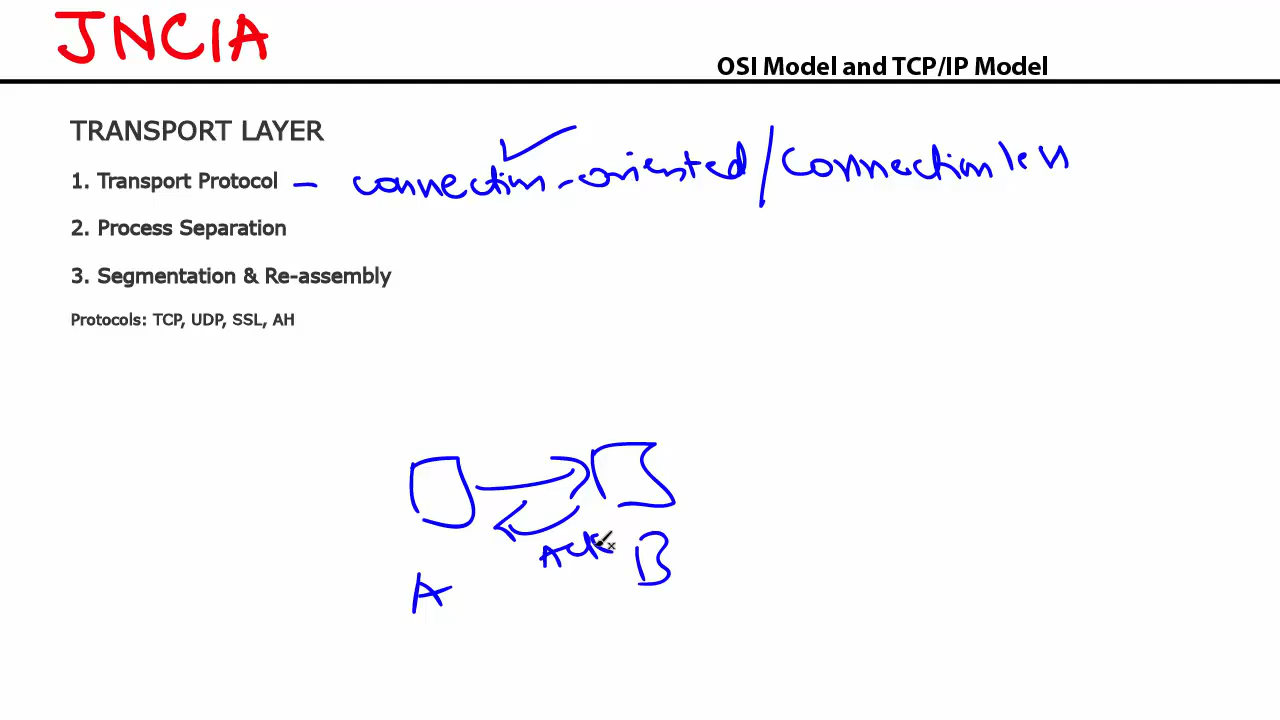 JNCIA
OSI Model and TCP/IP Model
TRANSPORT LAYER
1. Transport Protocol – connection-oriented/connectionless
2. Process Separation
3. Segmentation & Re-assembly
Protocols: TCP, UDP, SSL, AH
ACK
B
A